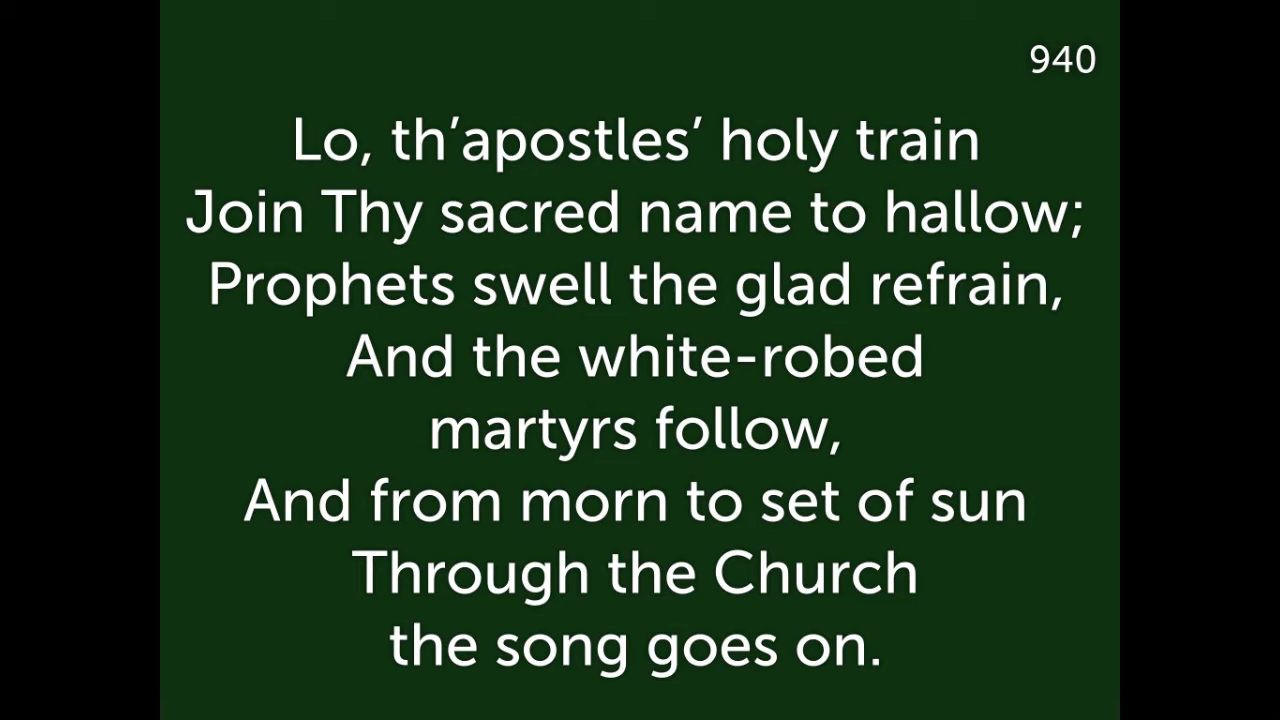 940
Lo, th’apostles’ holy train
Join Thy sacred name to hallow;
Prophets swell the glad refrain,
And the white-robed
martyrs follow,
And from morn to set of sun
Through the Church
the song goes on.